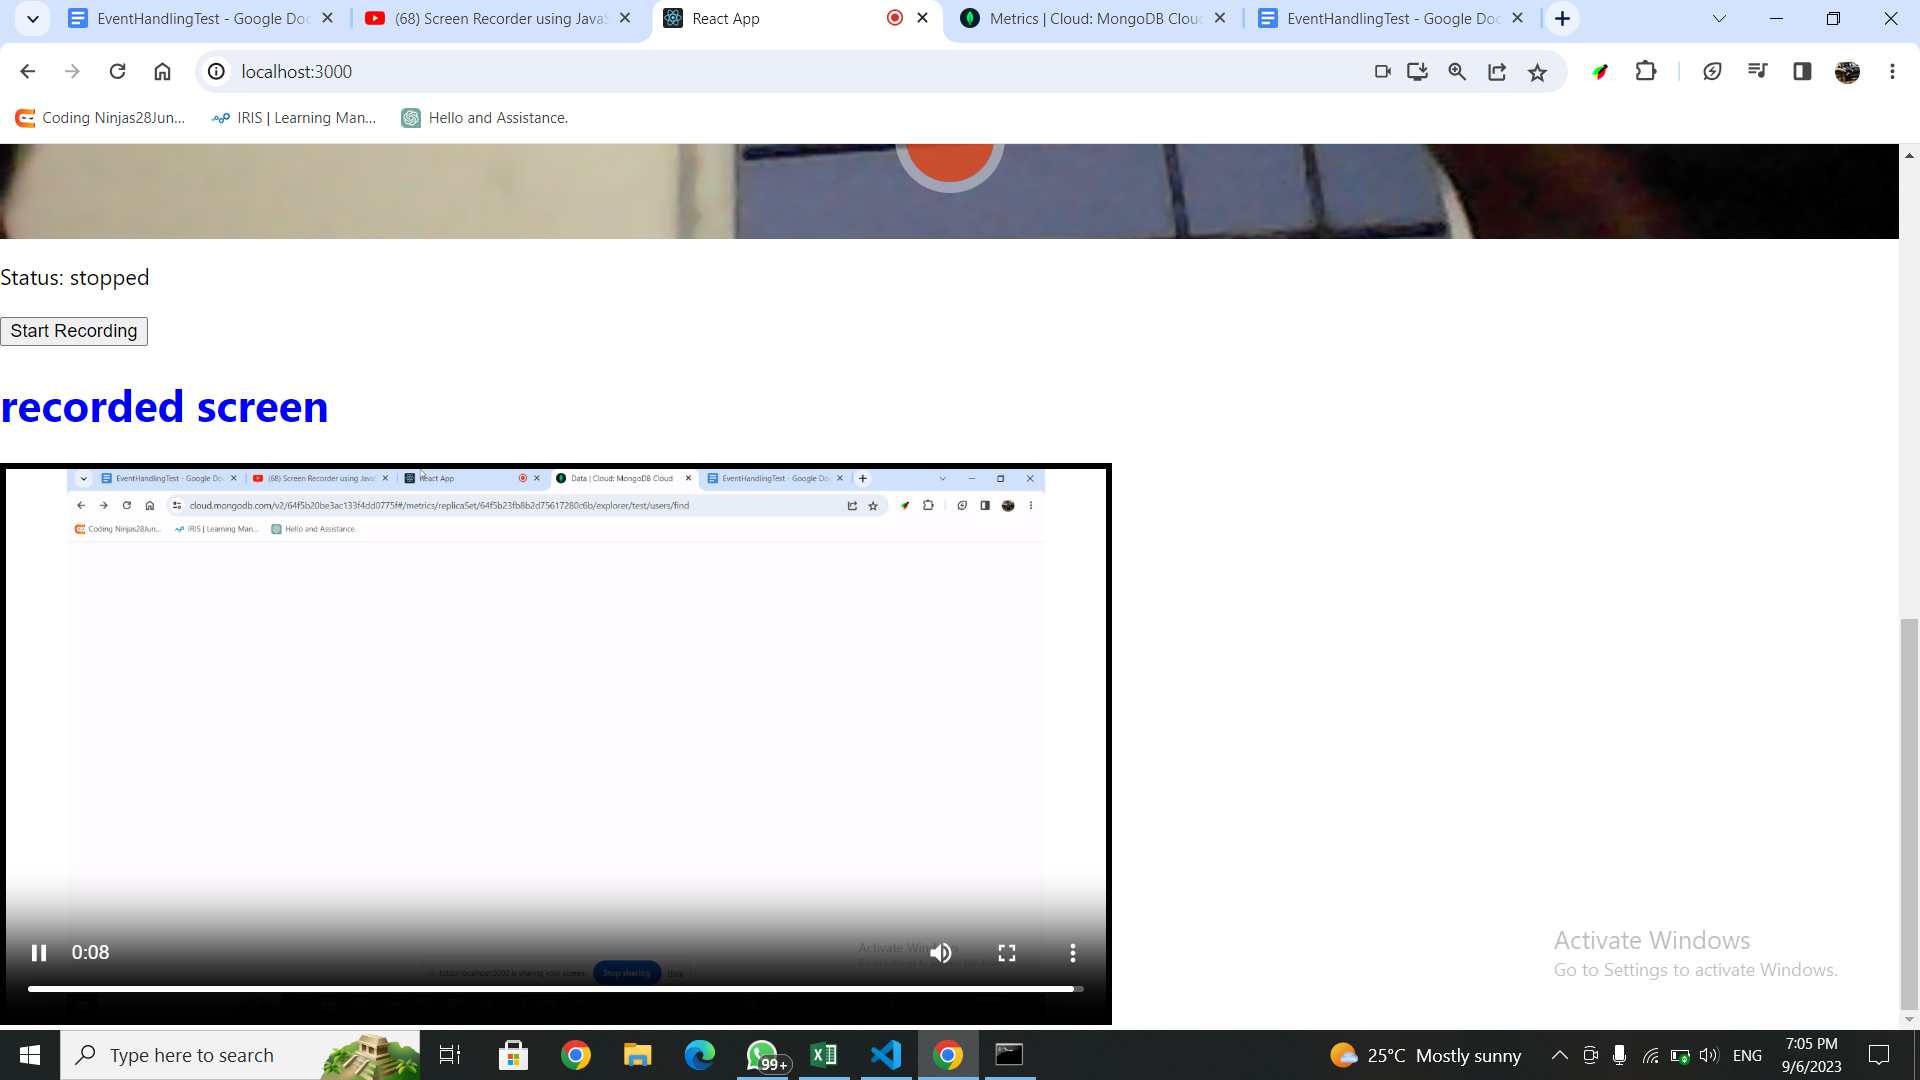 EventHandlingTest - Google Doc
(68) Screen Recorder using JavaS
React App
Metrics | Cloud: MongoDB Cloud
EventHandlingTest - Google Doc
localhost:3000
Coding Ninjas28Jun...
IRIS | Learning Man...
Hello and Assistance.
Status: stopped
Start Recording
recorded screen
EventHandlingTest - Google Do
(68) Screen Recorder using Java
React App
Data | Cloud: MongoDB Cloud
EventHandlingTest - Google Do
cloud.mongodb.com/v2/64f5b20be3ac133f4dd0775f#/metrics/replicaSet/64f5b23fb8b2d75617280c6b/explorer/test/users/find
Coding Ninjas28Jun...
IRIS | Learning Man...
Hello and Assistance.
Activate Windows
http://localhost:3000 is sharing your screen.
Stop sharing
Hide
0:08
Activate Windows
Go to Settings to activate Windows.
Type here to search
99+
25°C Mostly sunny
ENG
7:05 PM
9/6/2023